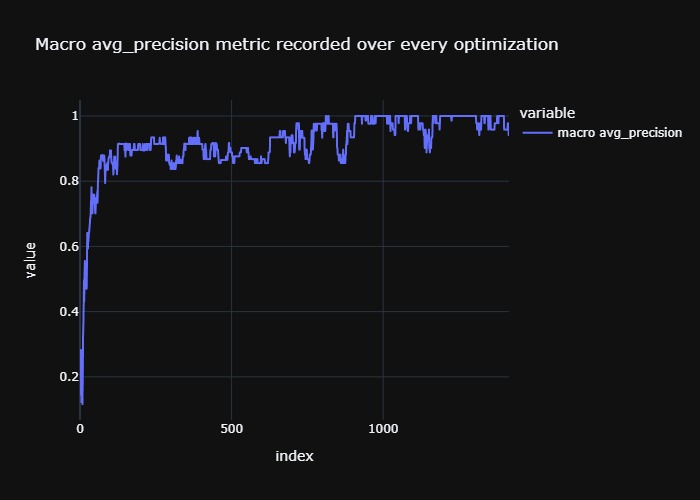 Macro avg_precision metric recorded over every optimization
variable
macro avg_precision
1
0.8
0.6
0.4
0.2
value
0
500
1000
index